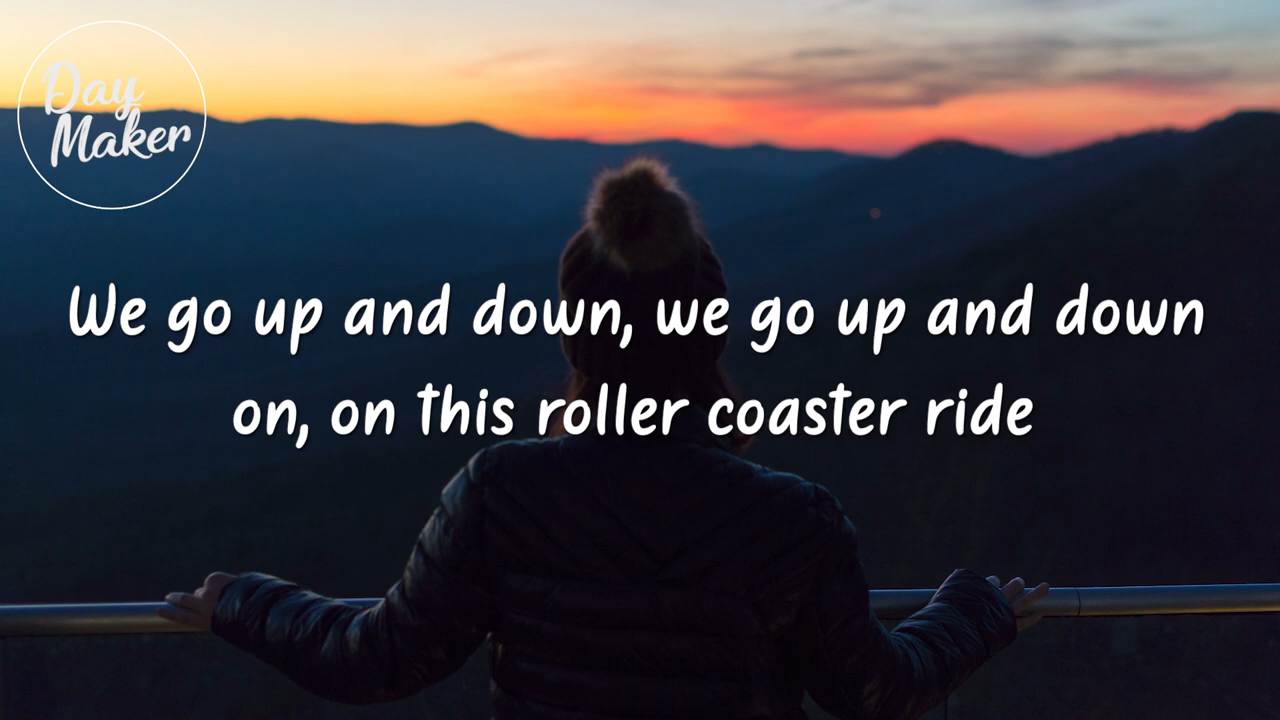 Day
Maker
We go up and down, we go up and down
on, on this roller coaster ride